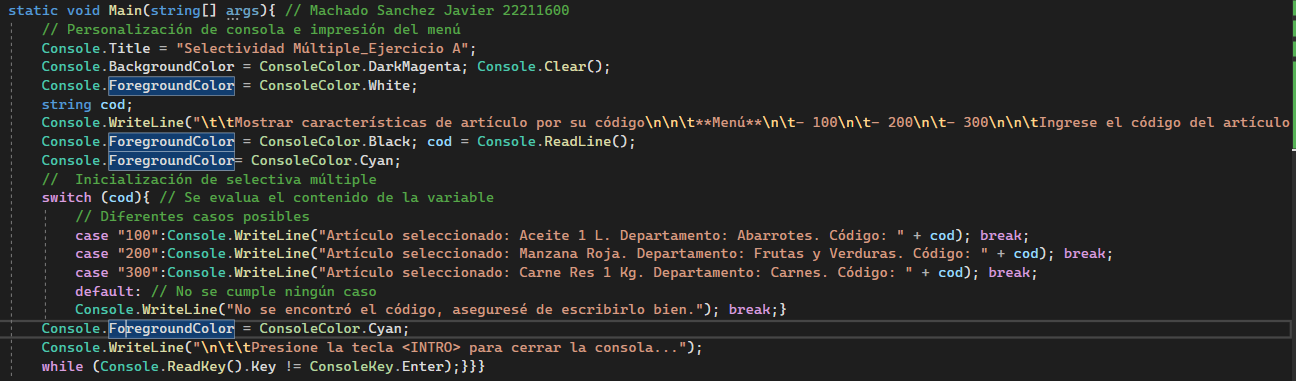 static void Main(string[] args){ // Machado Sanchez Javier 22211600
// Personalización de consola e impresión del menú
Console.Title = "Selectividad Múltiple_Ejercicio A";
Console.BackgroundColor = ConsoleColor.DarkMagenta; Console.Clear();
Console.ForegroundColor = ConsoleColor.White;
string cod;
Console.WriteLine("\t\tMostrar características de artículo por su código\n\n\t**Menú**\n\t- 100\n\t- 200\n\t- 300\n\n\tIngrese el código del artículo
Console.ForegroundColor = ConsoleColor.Black; cod = Console.ReadLine();
Console.ForegroundColor= ConsoleColor.Cyan;
//  Inicialización de selectiva múltiple
switch (cod){ // Se evalua el contenido de la variable
// Diferentes casos posibles
case "100":Console.WriteLine("Artículo seleccionado: Aceite 1 L. Departamento: Abarrotes. Código: " + cod); break;
case "200":Console.WriteLine("Artículo seleccionado: Manzana Roja. Departamento: Frutas y Verduras. Código: " + cod); break;
case "300":Console.WriteLine("Artículo seleccionado: Carne Res 1 Kg. Departamento: Carnes. Código: " + cod); break;
default: // No se cumple ningún caso
Console.WriteLine("No se encontró el código, aseguresé de escribirlo bien."); break;}
Console.ForegroundColor = ConsoleColor.Cyan;
Console.WriteLine("\n\t\tPresione la tecla <INTRO> para cerrar la consola...");
while (Console.ReadKey().Key != ConsoleKey.Enter);}}}